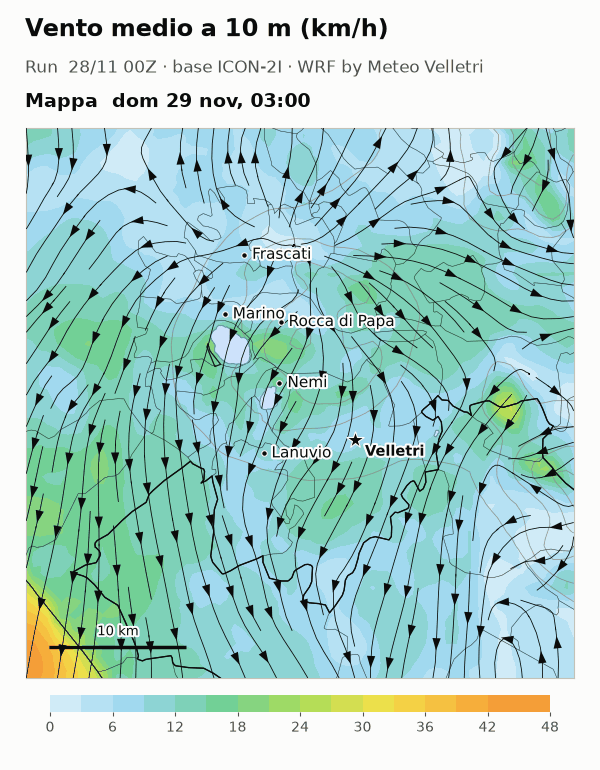 Vento medio a 10 m (km/h)
Run  28/11 00Z · base ICON-2I · WRF by Meteo Velletri
Mappa  dom 29 nov, 03:00
Frascati
Marino
Rocca di Papa
Nemi
Velletri
Lanuvio
10 km
0 6 12 18 24 30 36 42 48